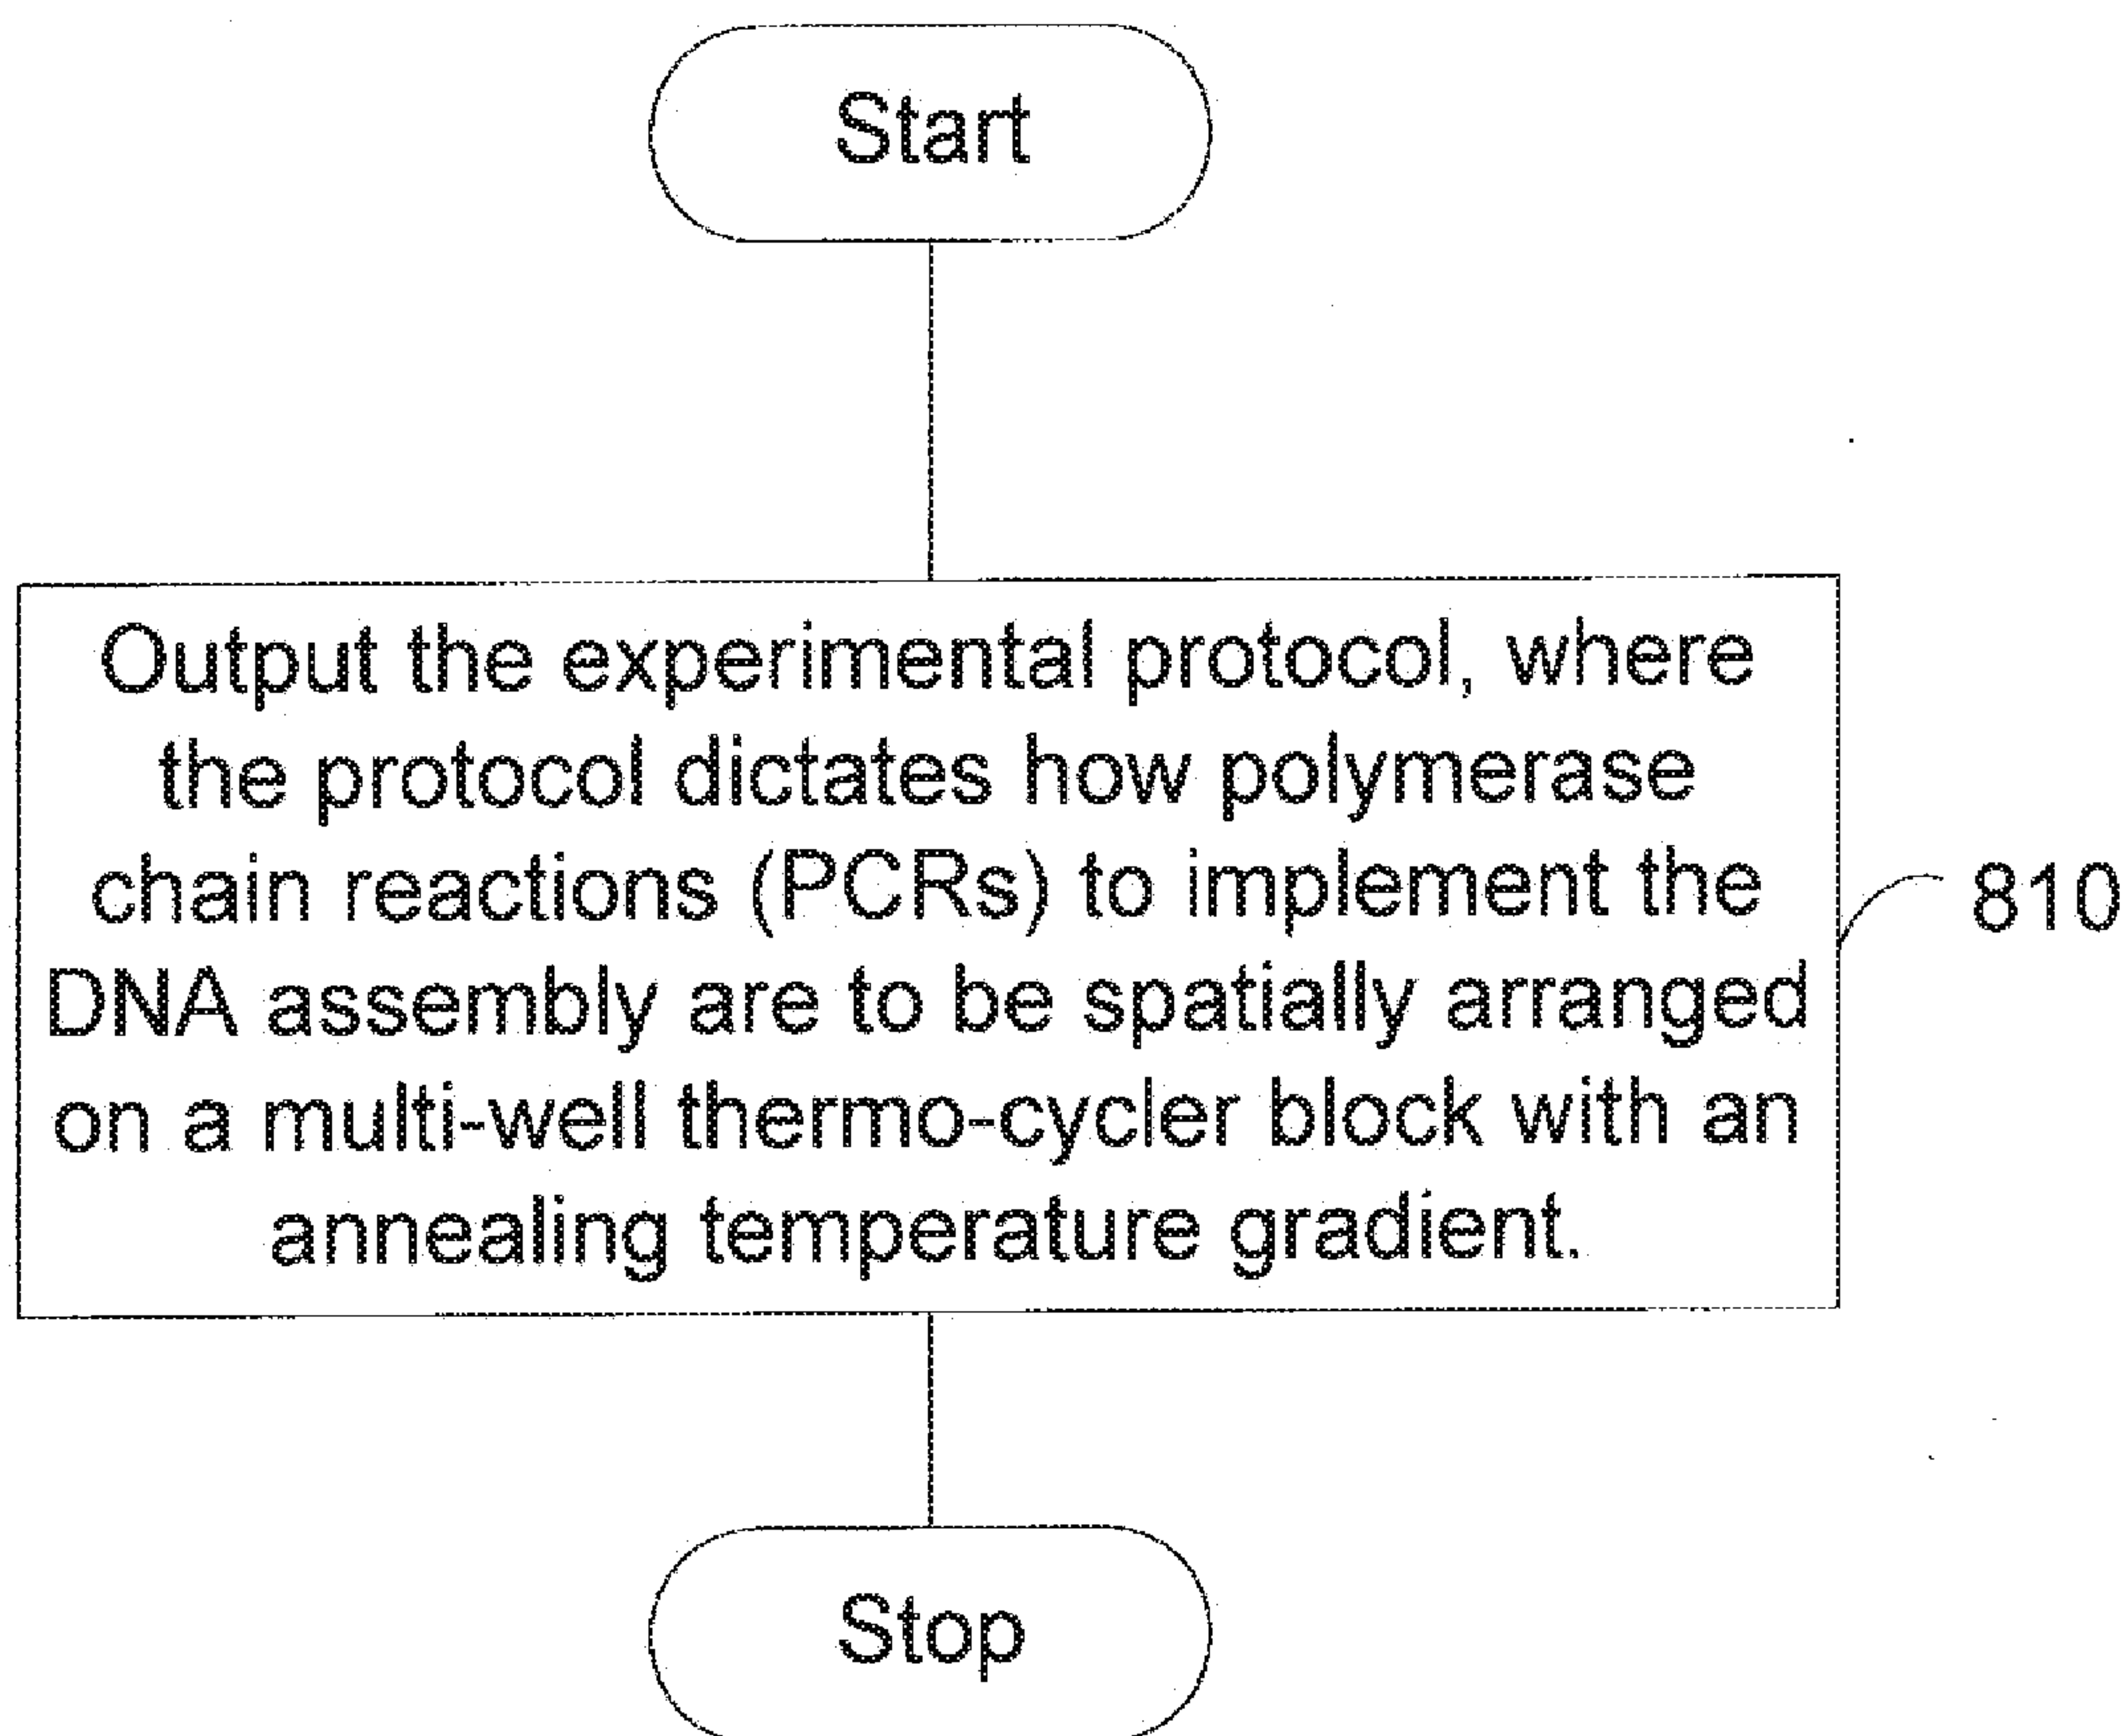 Start
Output the experimental protocol, where
the protocol dictates how polymerase
chain reactions (PCRs) to implement the
DNA assembly are to be spatially arranged
on a multi-well thermo-cycler block with an
annealing temperature gradient.
810
Stop